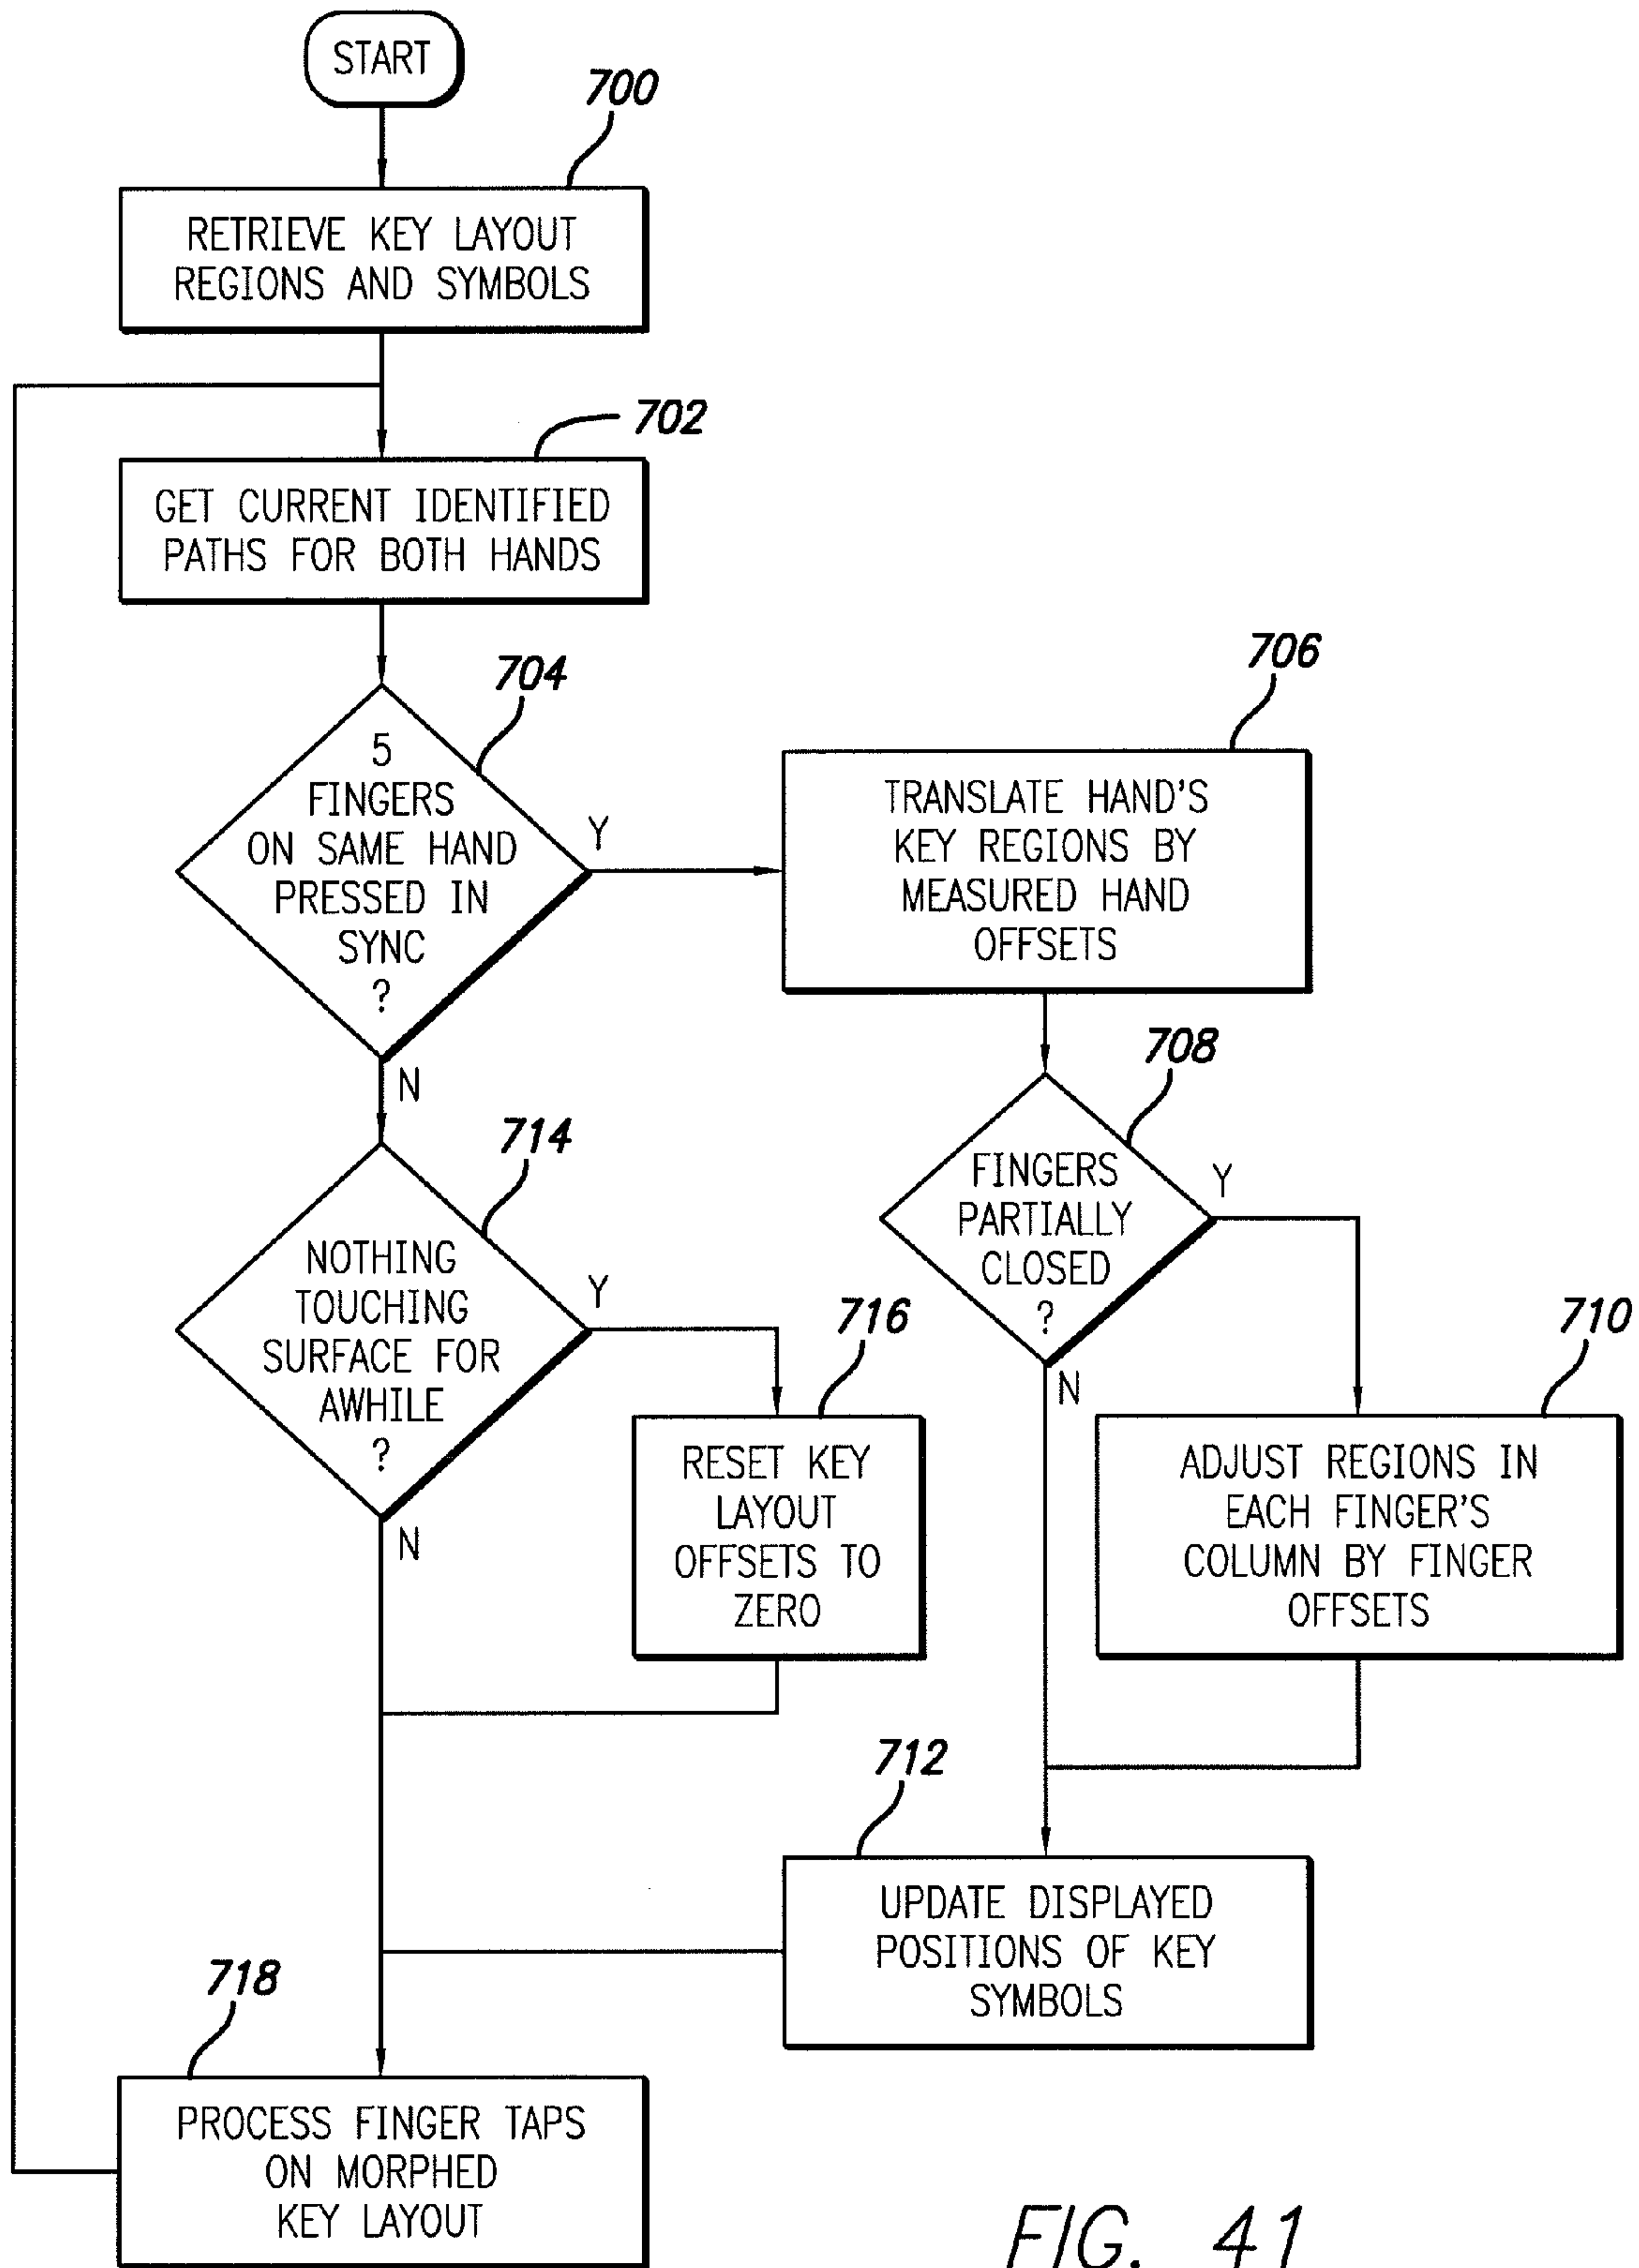 START
700
RETRIEVE KEY LAYOUT
REGIONS AND SYMBOLS
702
GET CURRENT IDENTIFIED
PATHS FOR BOTH HANDS
704
5
FINGERS
ON SAME HAND
PRESSED IN
SYNC
?
Y
N
706
TRANSLATE HAND'S
KEY REGIONS BY
MEASURED HAND
OFFSETS
708
FINGERS
PARTIALLY
CLOSED
?
Y
N
710
ADJUST REGIONS IN
EACH FINGER'S
COLUMN BY FINGER
OFFSETS
714
NOTHING
TOUCHING
SURFACE FOR
AWHILE
?
Y
N
716
RESET KEY
LAYOUT
OFFSETS TO
ZERO
712
UPDATE DISPLAYED
POSITIONS OF KEY
SYMBOLS
718
PROCESS FINGER TAPS
ON MORPHED
KEY LAYOUT
FIG. 41